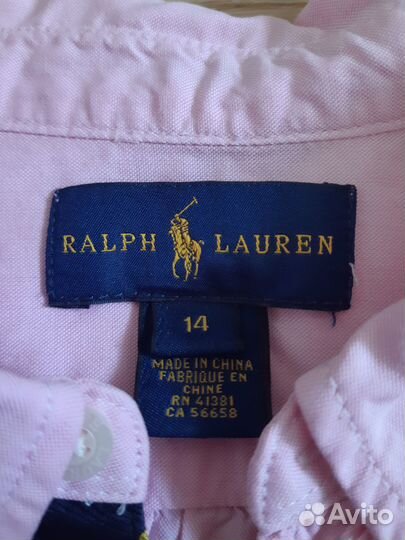 RALPH LAUREN
14
MADE IN CHINA
FABRIQUE EN
CHINE
RN 41381
CA 56658
Avito